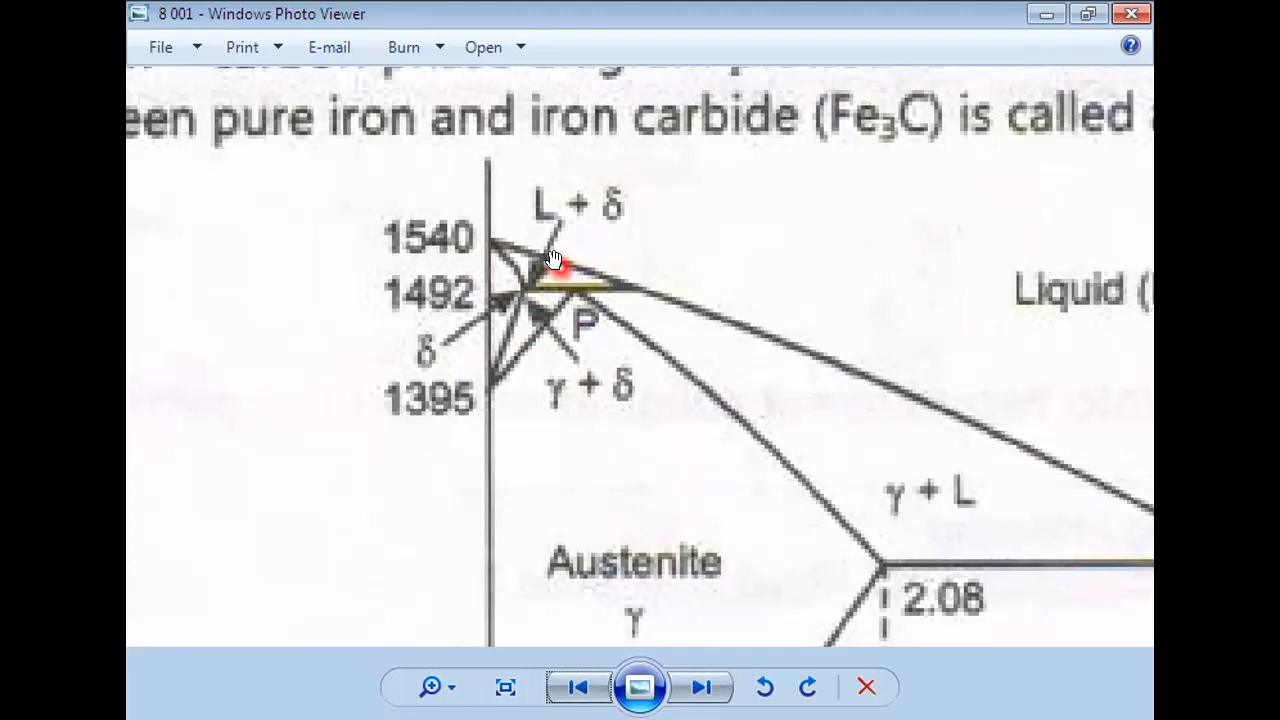 8 001 - Windows Photo Viewer
File Print E-mail Burn Open
een pure iron and iron carbide (Fe₃C) is called
L + δ
1540
1492
Liquid (
P
δ
γ + δ
1395
γ + L
Austenite
γ
2.08